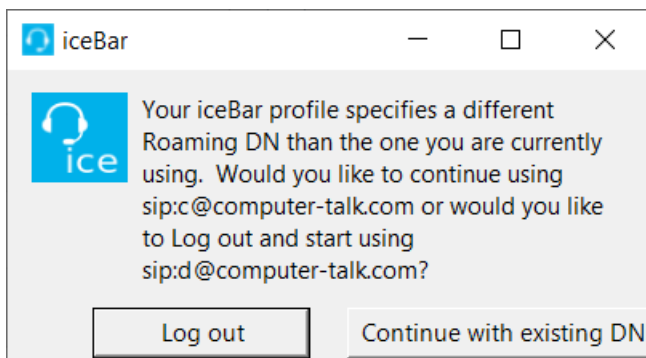 iceBar
ice
Your iceBar profile specifies a different
Roaming DN than the one you are currently
using.  Would you like to continue using
sip:c@computer-talk.com or would you like
to Log out and start using
sip:d@computer-talk.com?
Log out
Continue with existing DN